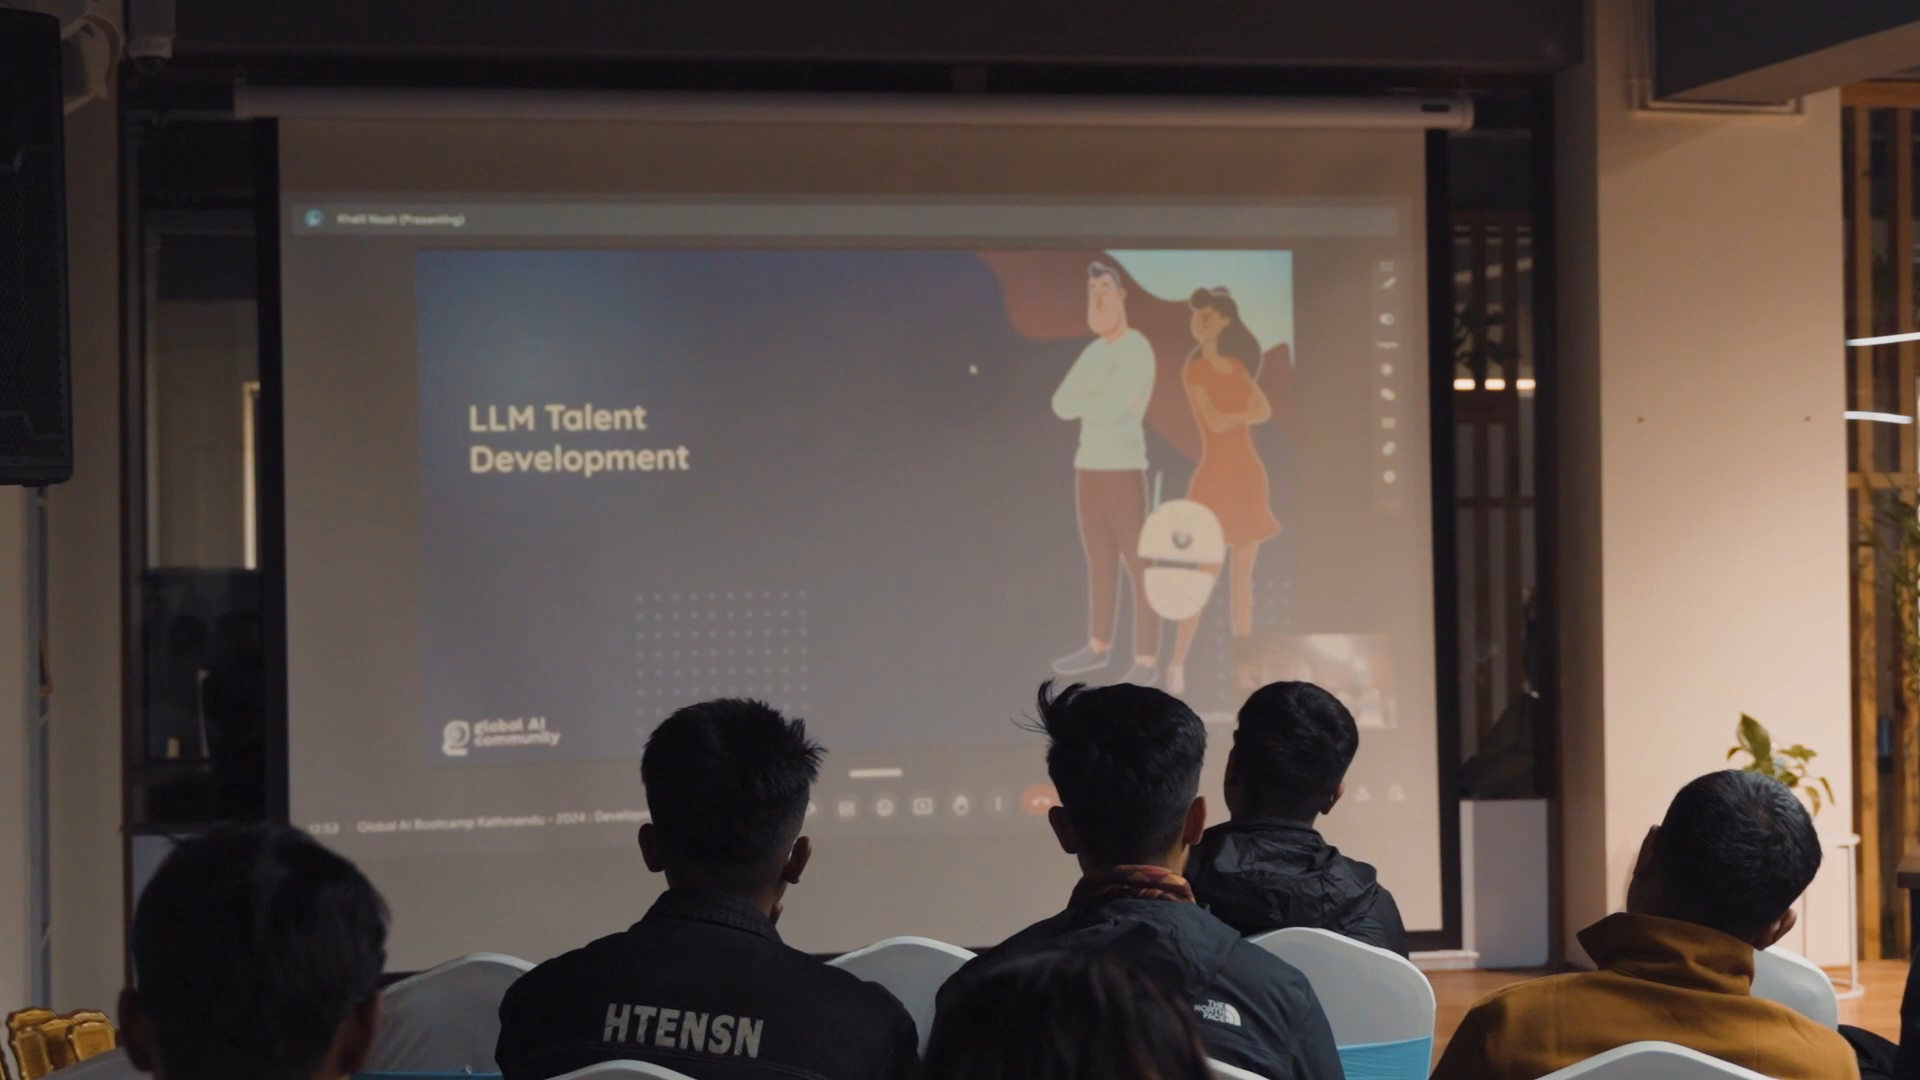 Khalil Nooh (Presenting)
LLM Talent
Development
global AI
community
12:53 | Global AI Bootcamp Kathmandu - 2024 : Develop
HTENSN
THE
NORTH
FACE